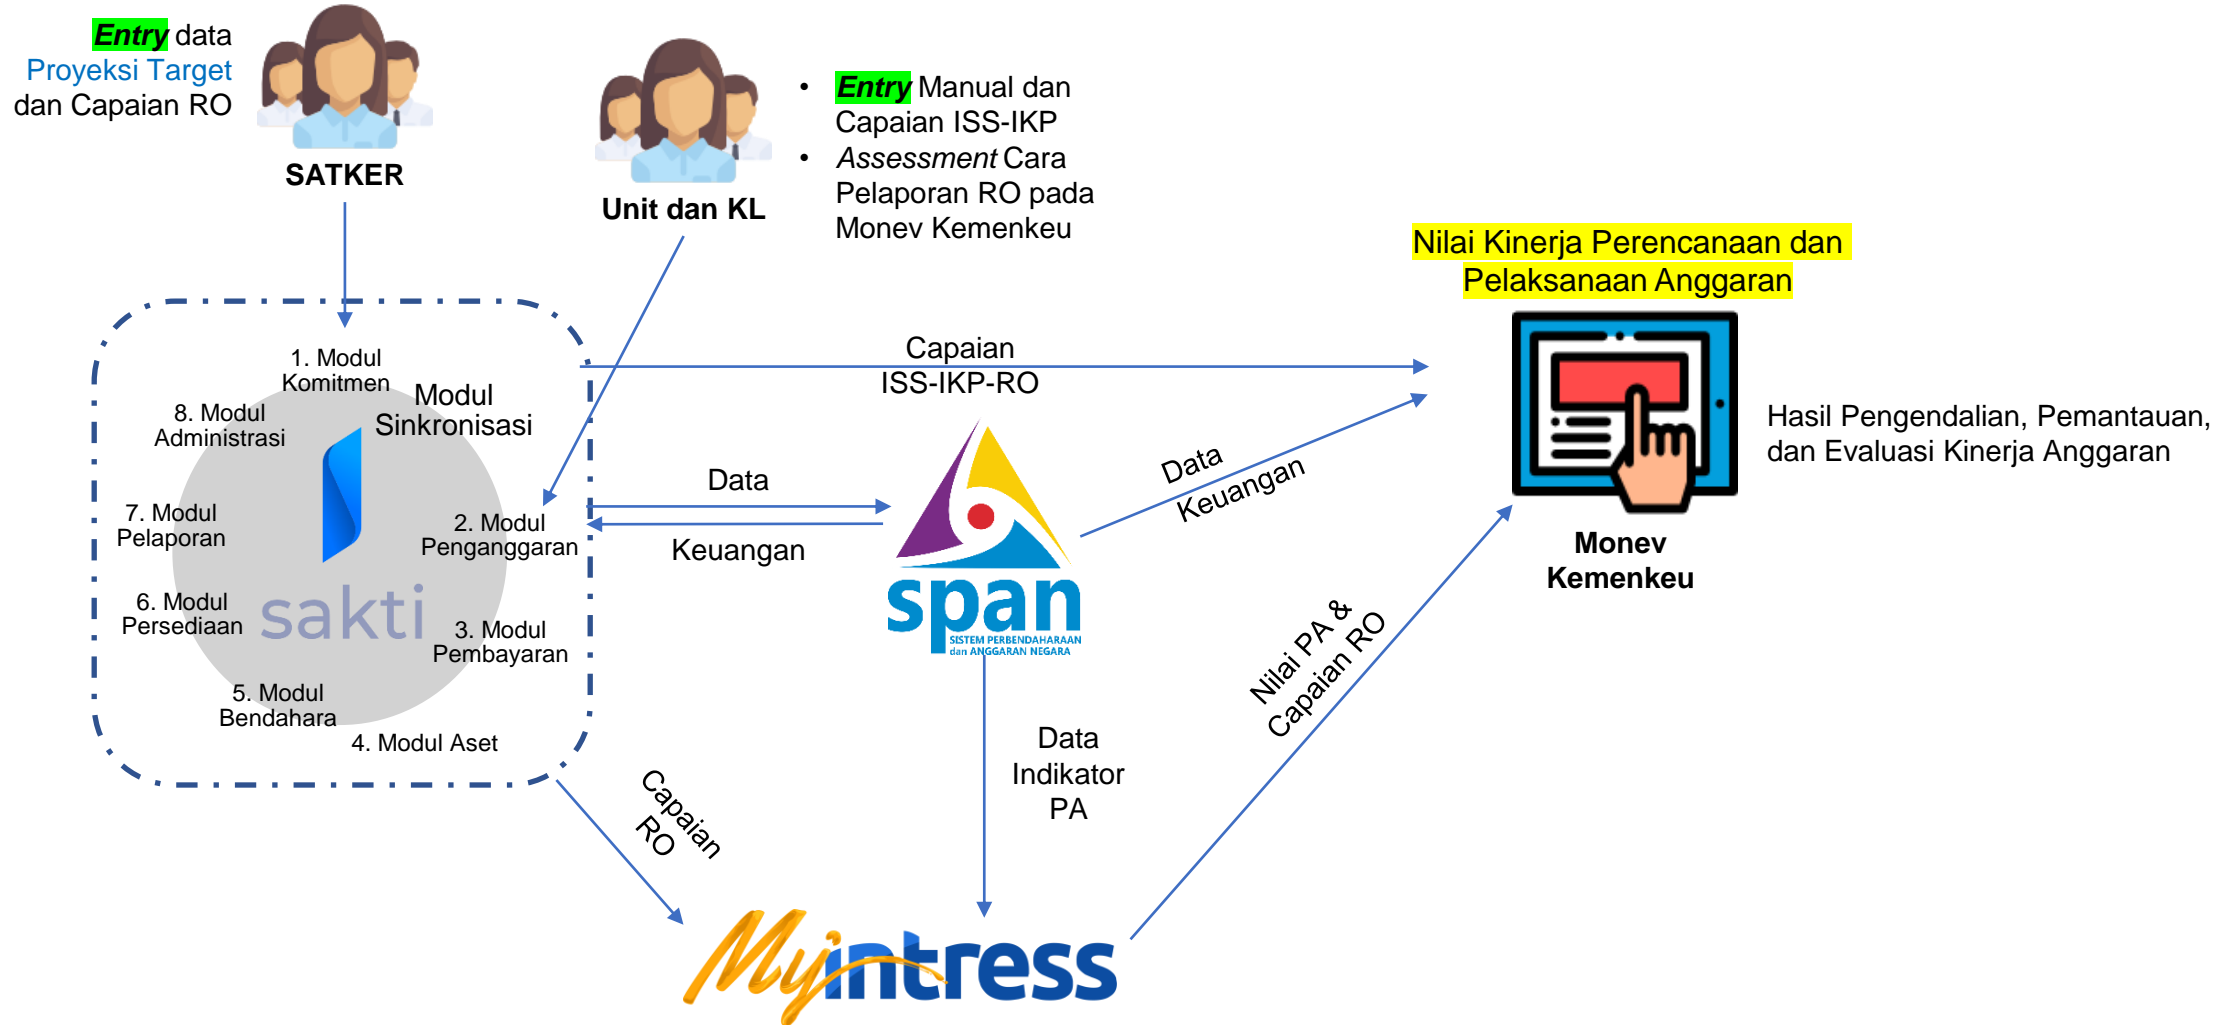 Entry data
Proyeksi Target
dan Capaian RO
SATKER
Unit dan KL
• Entry Manual dan
Capaian ISS-IKP
• Assessment Cara
Pelaporan RO pada
Monev Kemenkeu
Nilai Kinerja Perencanaan dan
Pelaksanaan Anggaran
Hasil Pengendalian, Pemantauan,
dan Evaluasi Kinerja Anggaran
Monev
Kemenkeu
1. Modul
Komitmen
Modul
Sinkronisasi
8. Modul
Administrasi
7. Modul
Pelaporan
2. Modul
Penganggaran
6. Modul
Persediaan
sakti
3. Modul
Pembayaran
5. Modul
Bendahara
4. Modul Aset
Capaian
ISS-IKP-RO
Data
Keuangan
Data
Keuangan
span
SISTEM PERBENDAHARAAN
dan ANGGARAN NEGARA
Nilai PA &
Capaian RO
Data
Indikator
PA
Capaian
RO
Myintress